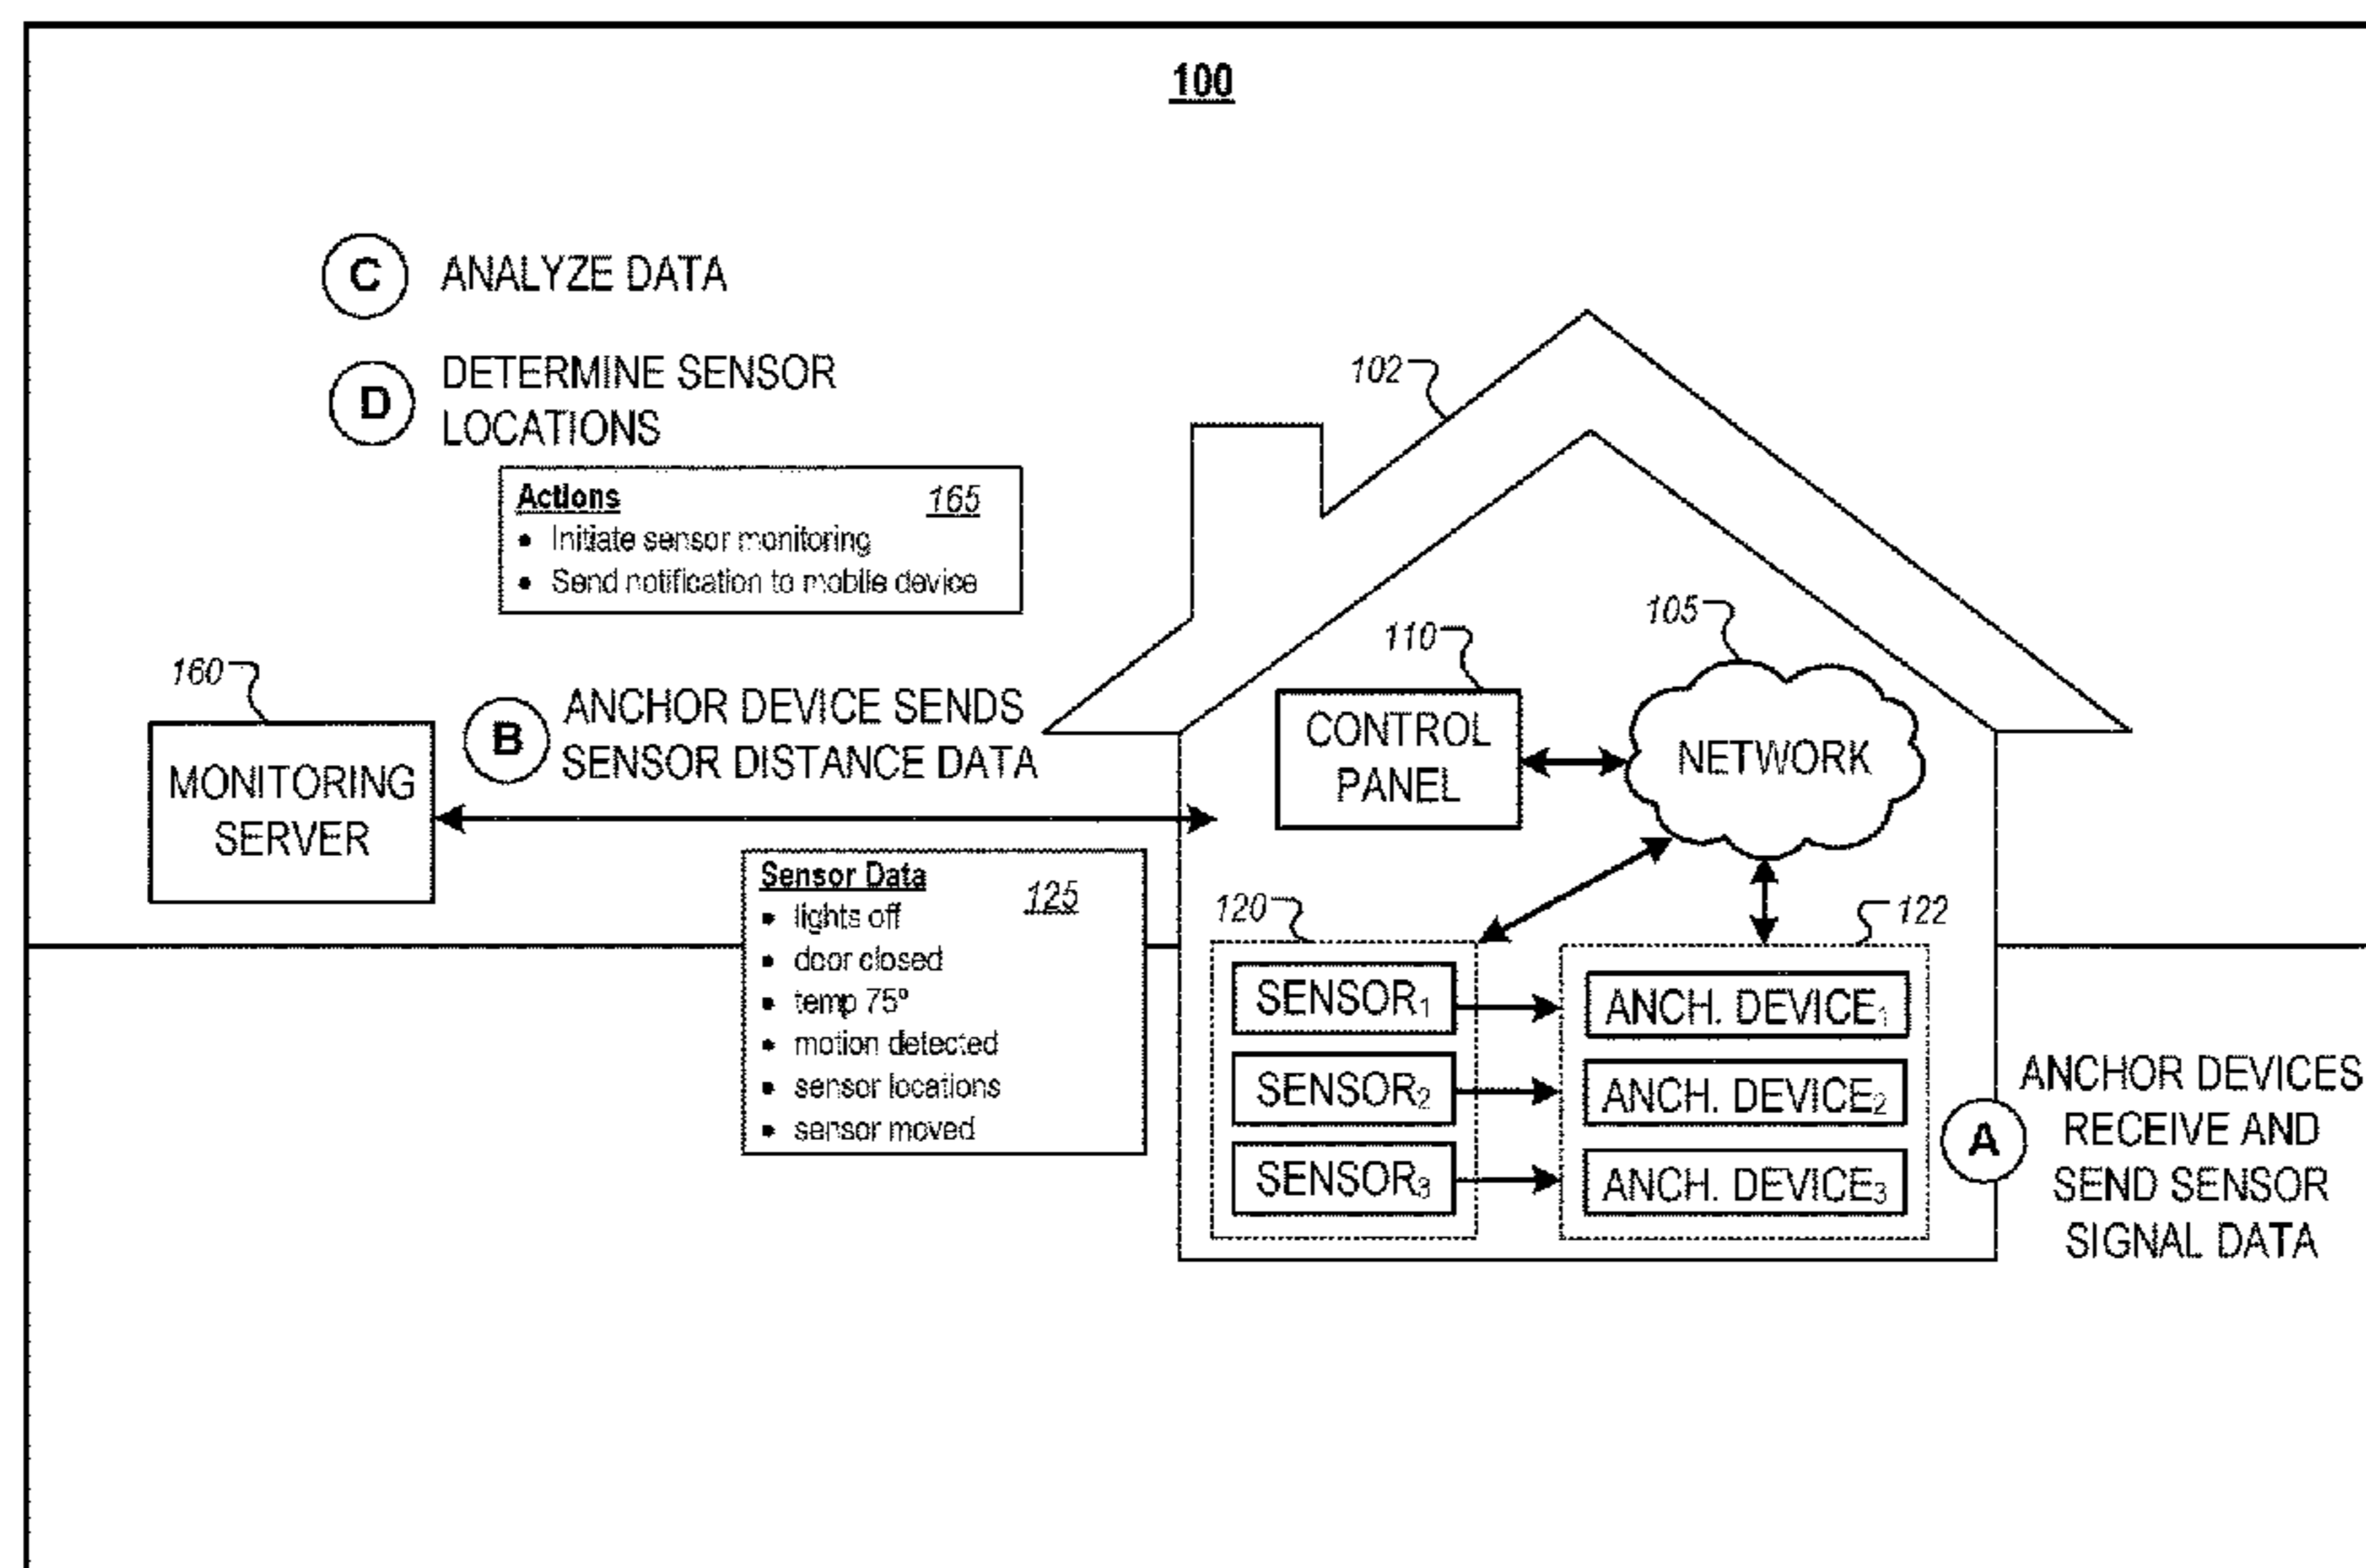 100
C ANALYZE DATA
D DETERMINE SENSOR
LOCATIONS
Actions 165
• Initiate sensor monitoring
• Send notification to mobile device
102
160
MONITORING
SERVER
B ANCHOR DEVICE SENDS
SENSOR DISTANCE DATA
110
CONTROL
PANEL
105
NETWORK
Sensor Data 125
• lights off
• door closed
• temp 75º
• motion detected
• sensor locations
• sensor moved
120
SENSOR₁
SENSOR₂
SENSOR₃
122
ANCH. DEVICE₁
ANCH. DEVICE₂
ANCH. DEVICE₃
A ANCHOR DEVICES
RECEIVE AND
SEND SENSOR
SIGNAL DATA